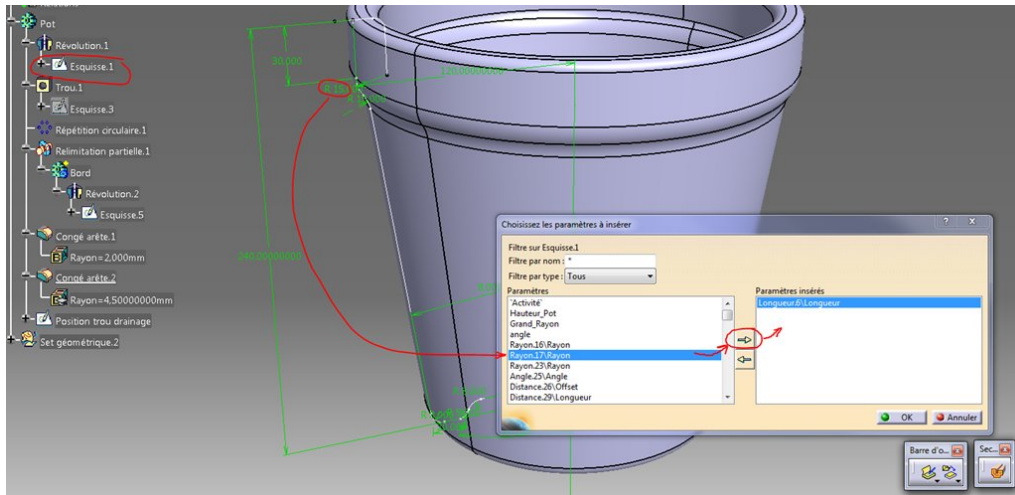 Pot
Révolution.1
Esquisse.1
Trou.1
Esquisse.3
Répétition circulaire.1
Relimitation partielle.1
Bord
Révolution.2
Esquisse.5
Congé arête.1
Rayon=2,000mm
Congé arête.2
Rayon=4,50000000mm
Position trou drainage
Set géométrique.2
30.000
R 15
120.00000000
240.00000000
Choisissez les paramètres à insérer
Filtre sur Esquisse.1
Filtre par nom : *
Filtre par type : Tous
Paramètres
`Activité`
Hauteur_Pot
Grand_Rayon
angle
Rayon.16\Rayon
Rayon.17\Rayon
Rayon.23\Rayon
Angle.25\Angle
Distance.26\Offset
Distance.29\Longueur
Paramètres insérés
Longueur.6\Longueur
OK
Annuler
Barre d'o...
Sec...